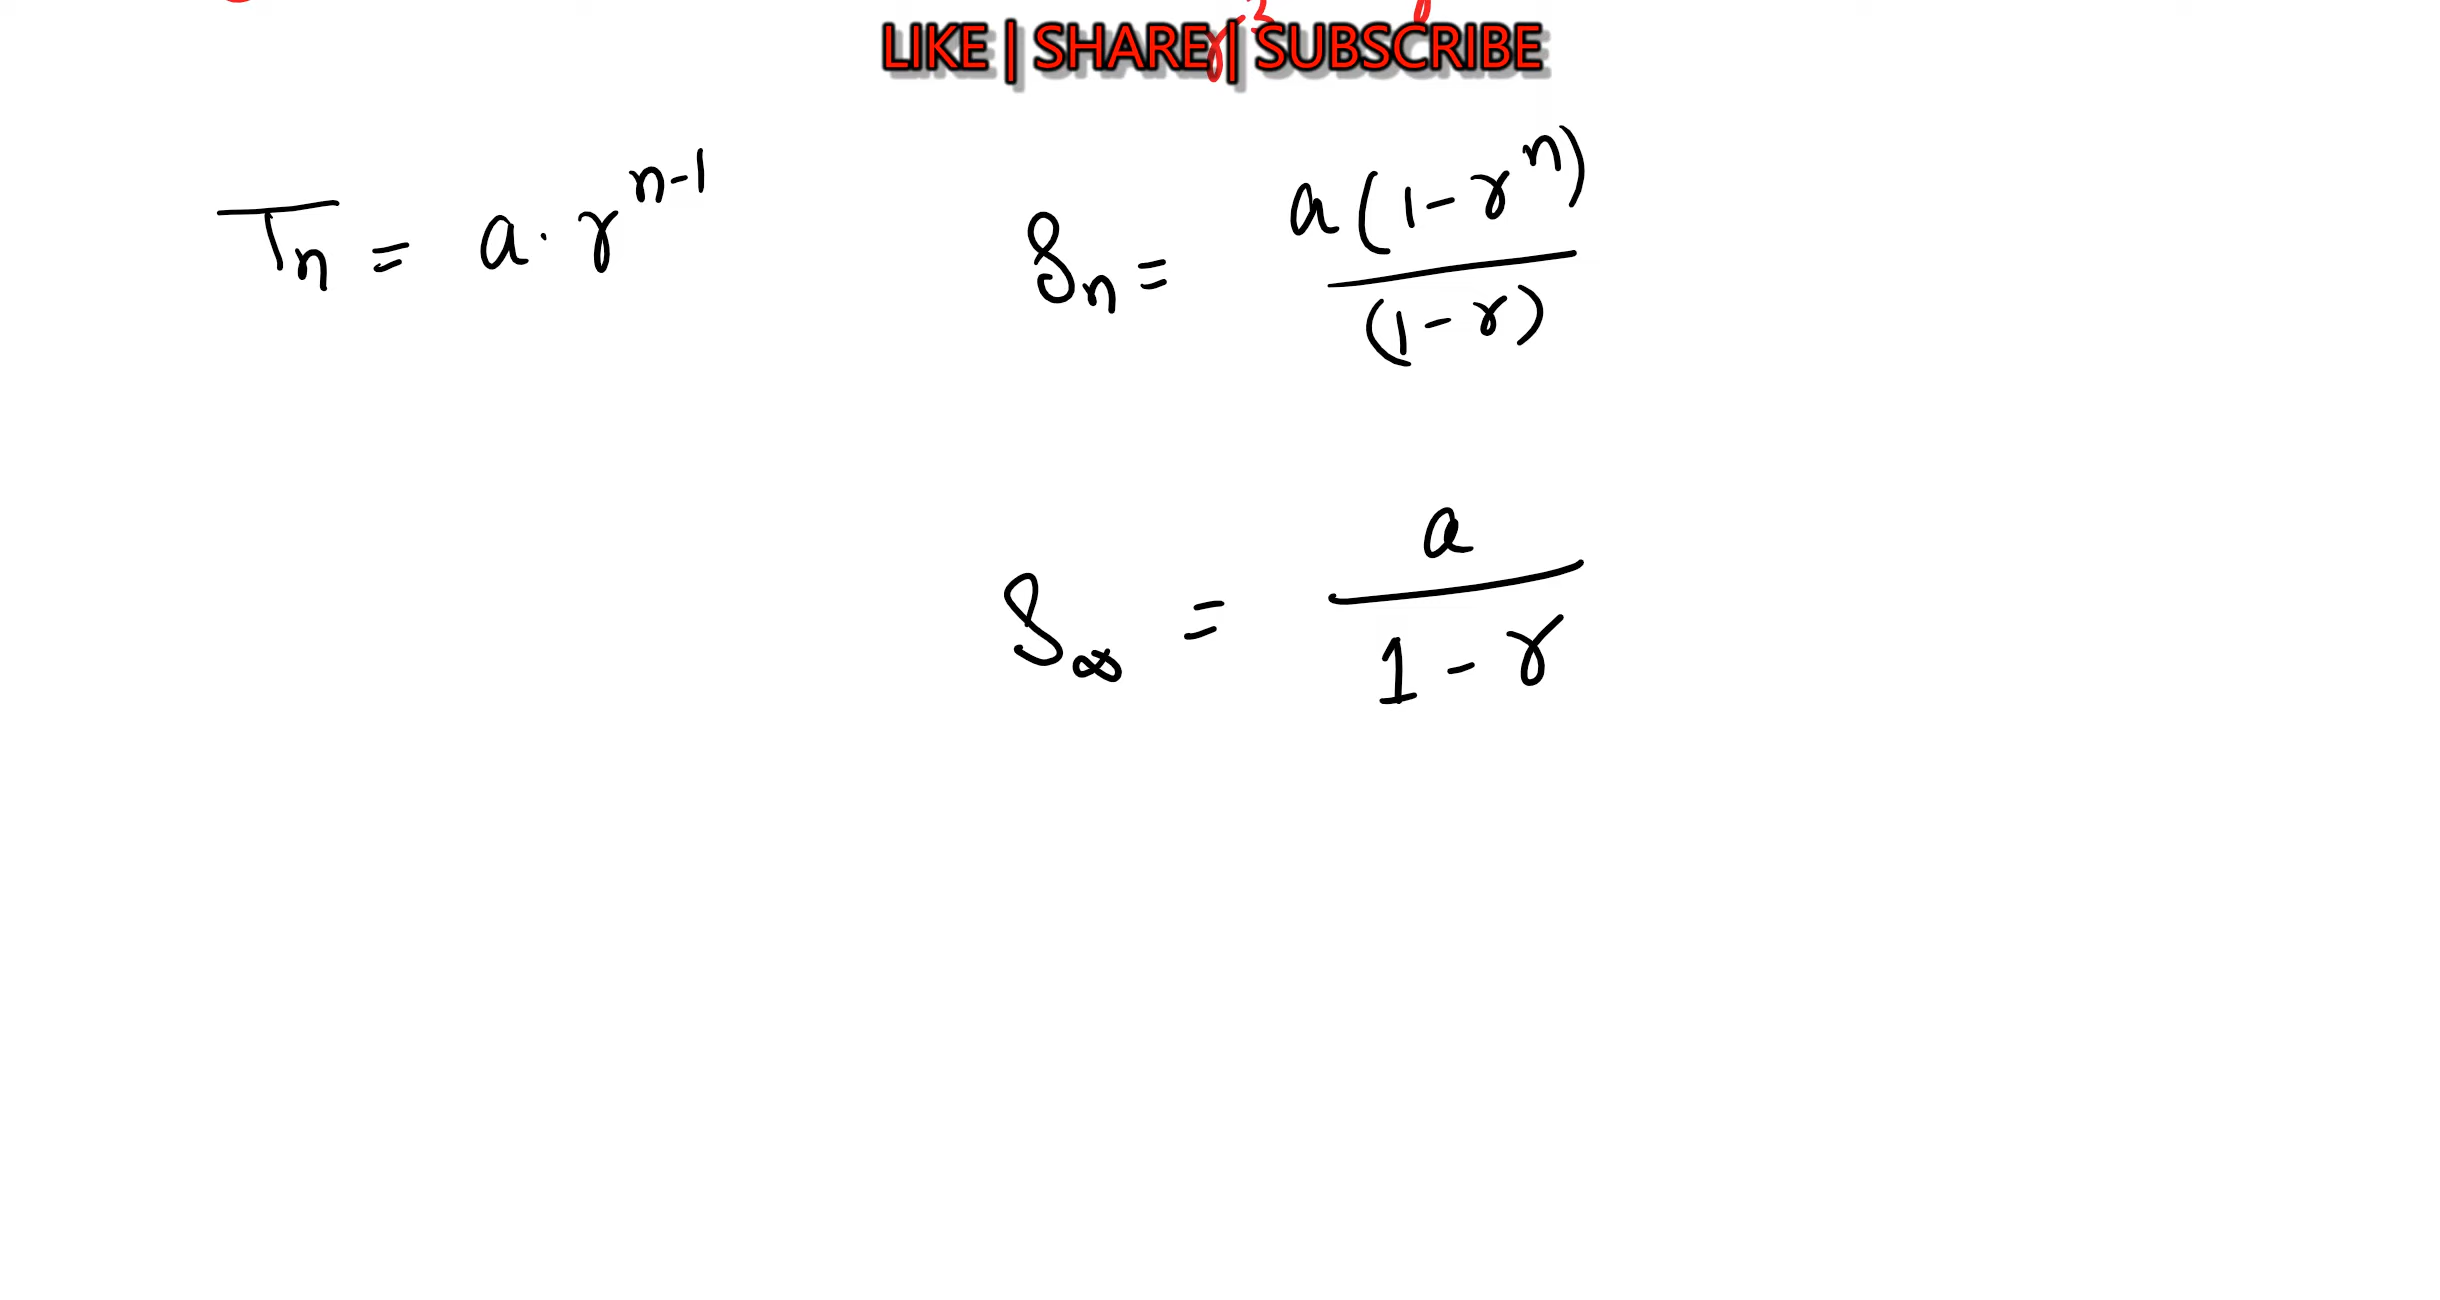 LIKE | SHARE | SUBSCRIBE
Tn = a · r^(n-1)
Sn = a(1 - r^n) / (1 - r)
S∞ = a / (1 - r)